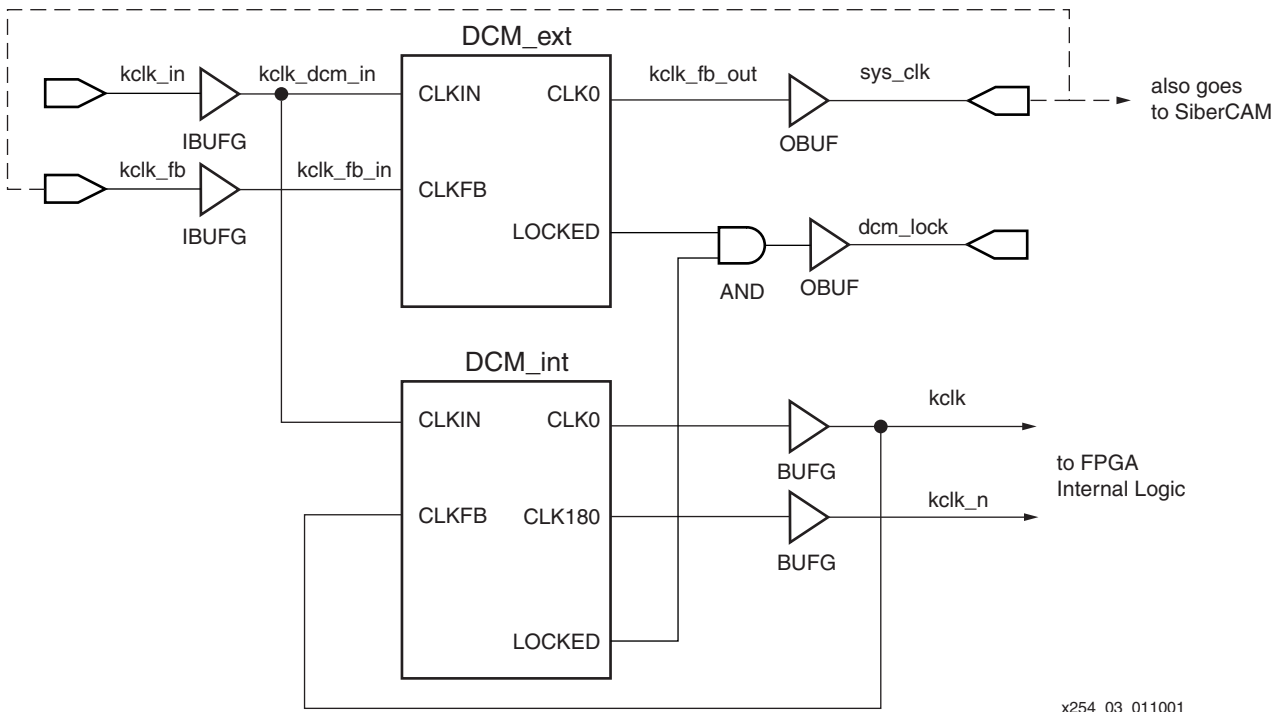 DCM_ext
kclk_in
kclk_dcm_in
CLKIN
CLK0
kclk_fb_out
sys_clk
also goes
to SiberCAM
IBUFG
OBUF
kclk_fb
kclk_fb_in
CLKFB
IBUFG
LOCKED
dcm_lock
AND
OBUF
DCM_int
CLKIN
CLK0
kclk
BUFG
to FPGA
Internal Logic
CLKFB
CLK180
kclk_n
BUFG
LOCKED
x254_03_011001